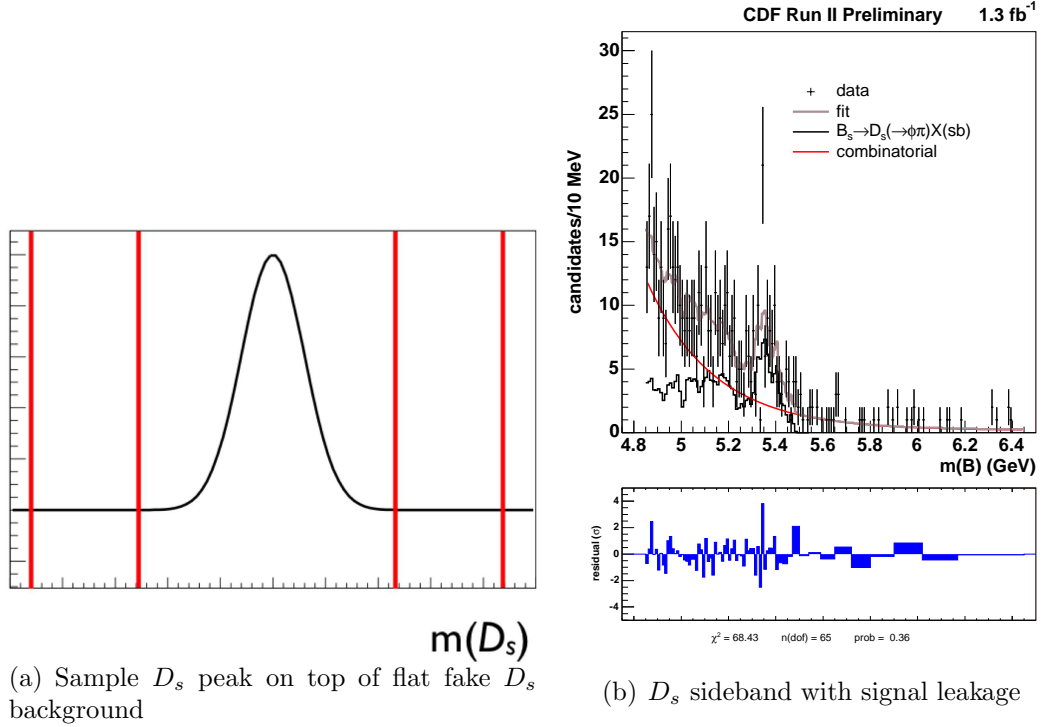 CDF Run II Preliminary 1.3 fb⁻¹
30
25
20
15
10
5
0
candidates/10 MeV
data
fit
Bₛ→Dₛ(→ϕπ)X(sb)
combinatorial
4.8 5 5.2 5.4 5.6 5.8 6 6.2 6.4
m(B) (GeV)
4
2
0
-2
-4
residual (σ)
χ² = 68.43 n(dof) = 65 prob = 0.36
m(Dₛ)
(a) Sample Dₛ peak on top of flat fake Dₛ
background
(b) Dₛ sideband with signal leakage